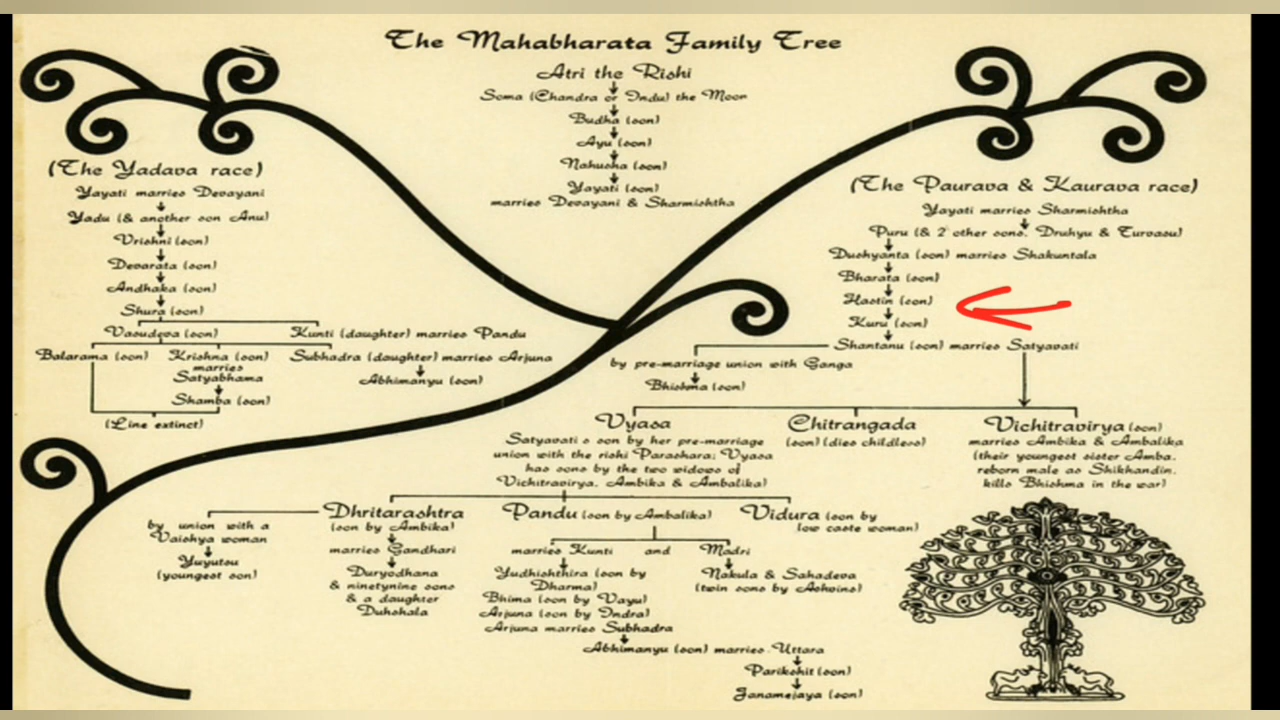 The Mahabharata Family Tree
Atri the Rishi
Soma (Chandra or Indu) the Moon
Budha (son)
Ayu (son)
Nahusha (son)
Yayati (son)
marries Devayani & Sharmishtha
(The Yadava race)
Yayati marries Devayani
Yadu (& another son Anu)
Vrishni (son)
Devarata (son)
Andhaka (son)
Shura (son)
Vasudeva (son) Kunti (daughter) marries Pandu
Balarama (son) Krishna (son) Subhadra (daughter) marries Arjuna
marries
Satyabhama Abhimanyu (son)
Shamba (son)
(Line extinct)
(The Paurava & Kaurava race)
Yayati marries Sharmishtha
Puru (& 2 other sons, Druhyu & Turvasu)
Dushyanta (son) marries Shakuntala
Bharata (son)
Hastin (son)
Kuru (son)
Shantanu (son) marries Satyavati
by pre-marriage union with Ganga
Bhishma (son)
Vyasa
Satyavati s son by her pre-marriage
union with the rishi Parashara; Vyasa
has sons by the two widows of
Vichitravirya, Ambika & Ambalika)
Chitrangada
(son) (dies childless)
Vichitravirya (son)
marries Ambika & Ambalika
(their youngest sister Amba,
reborn male as Shikhandin,
kills Bhishma in the war)
Dhritarashtra
(son by Ambika)
by union with a
Vaishya woman
Yuyutsu
(youngest son)
marries Gandhari
Duryodhana
& ninetynine sons
& a daughter
Duhshala
Pandu (son by Ambalika)
marries Kunti and Madri
Yudhishthira (son by
Dharma)
Bhima (son by Vayu)
Arjuna (son by Indra)
Arjuna marries Subhadra
Nakula & Sahadeva
(twin sons by Ashvins)
Vidura (son by
low caste woman)
Abhimanyu (son) marries Uttara
Parikshit (son)
Janamejaya (son)